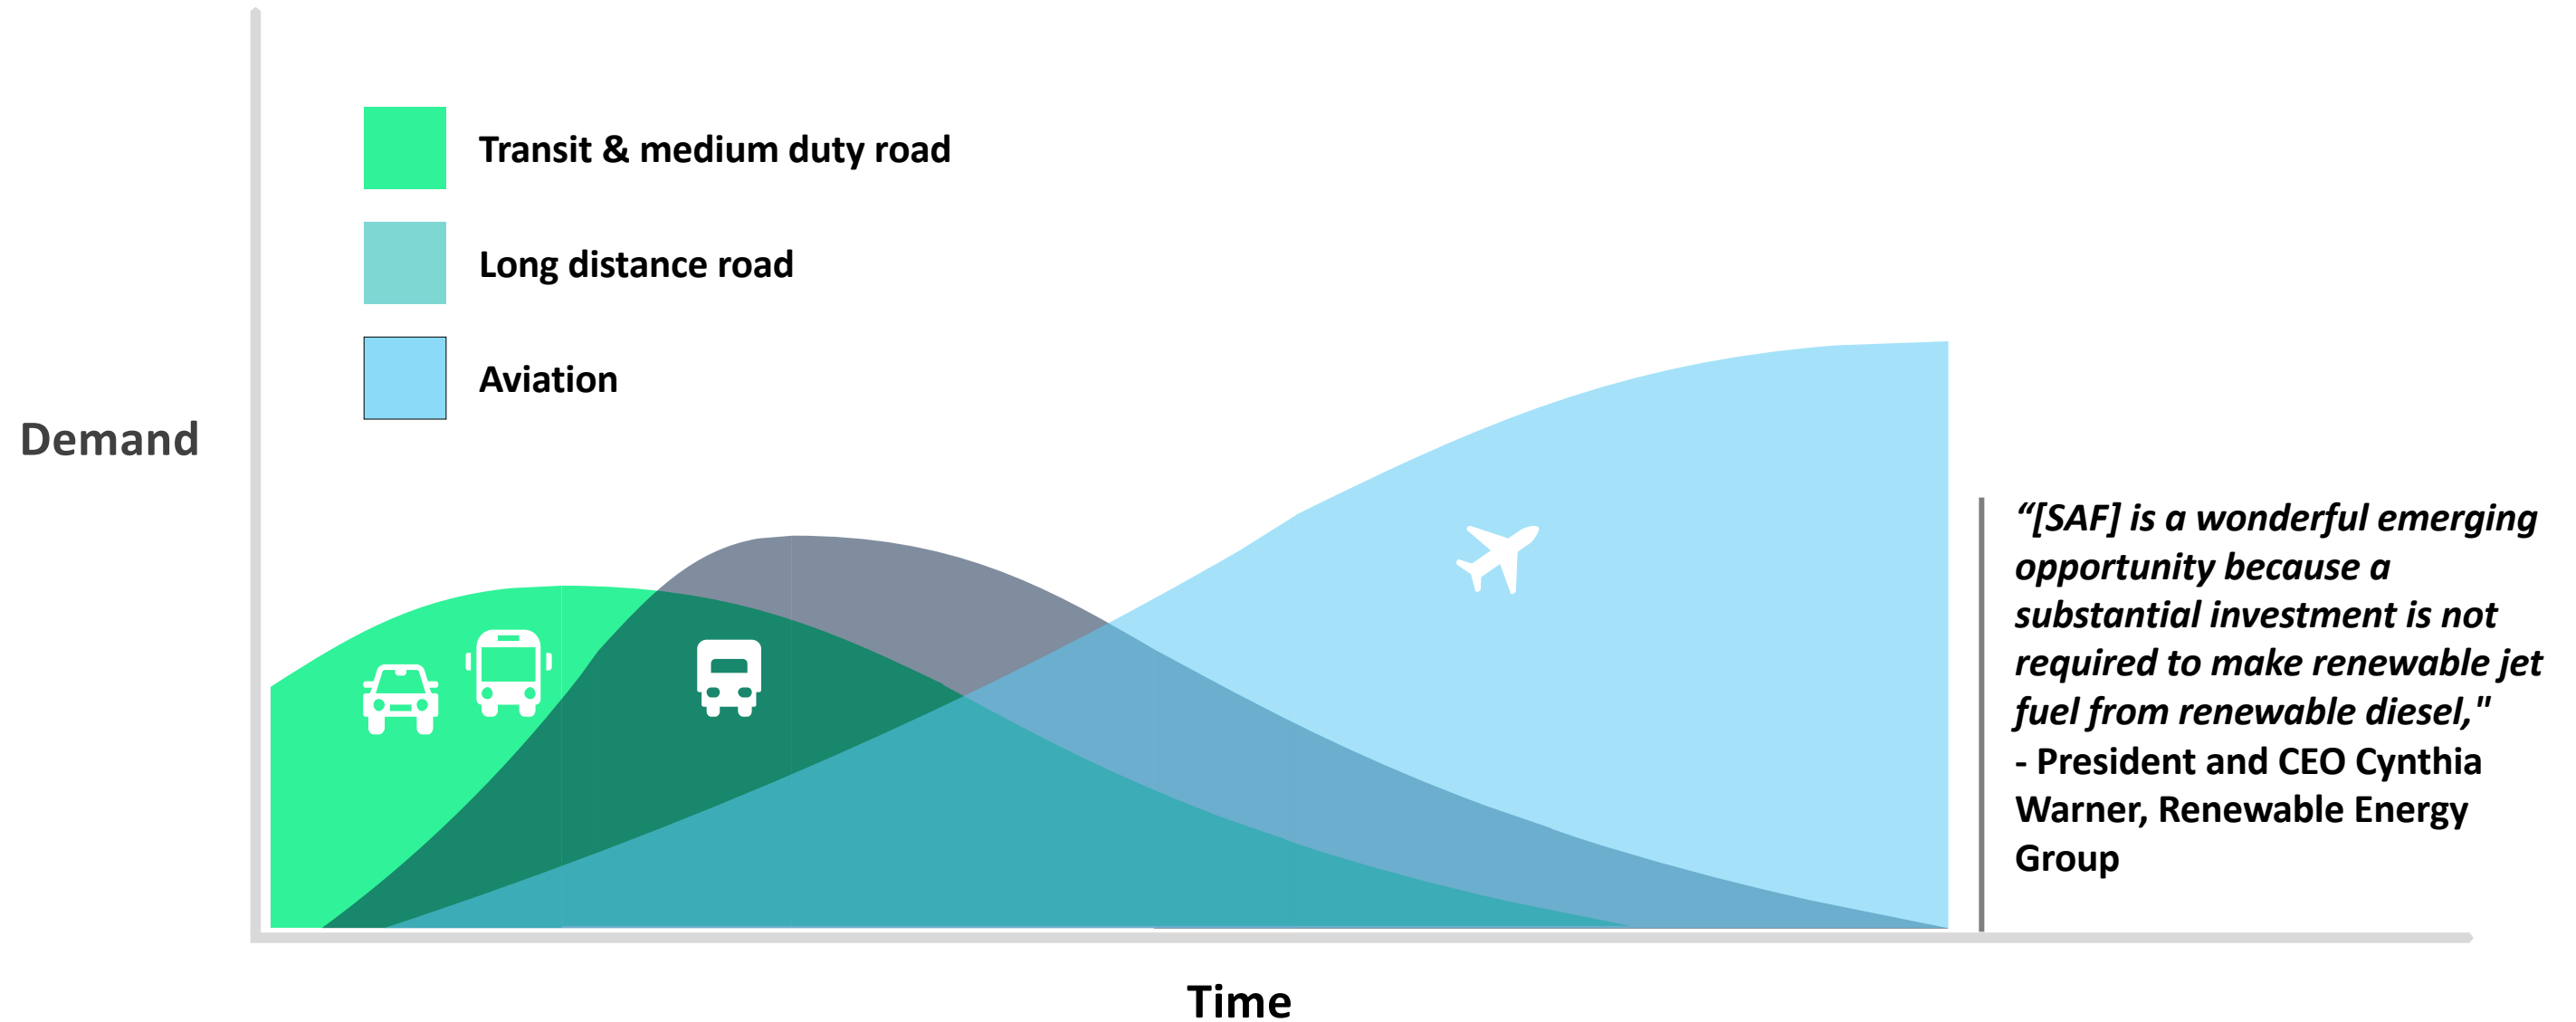 Transit & medium duty road
Long distance road
Aviation
Demand
“[SAF] is a wonderful emerging
opportunity because a
substantial investment is not
required to make renewable jet
fuel from renewable diesel,"
- President and CEO Cynthia
Warner, Renewable Energy
Group
Time